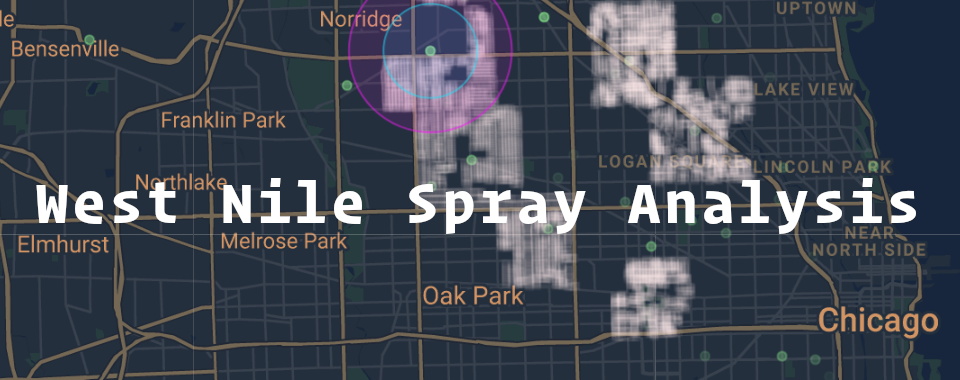 Norridge
UPTOWN
Bensenville
LAKE VIEW
Franklin Park
LOGAN SQUARE
LINCOLN PARK
Northlake
West Nile Spray Analysis
Elmhurst
Melrose Park
NEAR
NORTH SIDE
Oak Park
Chicago